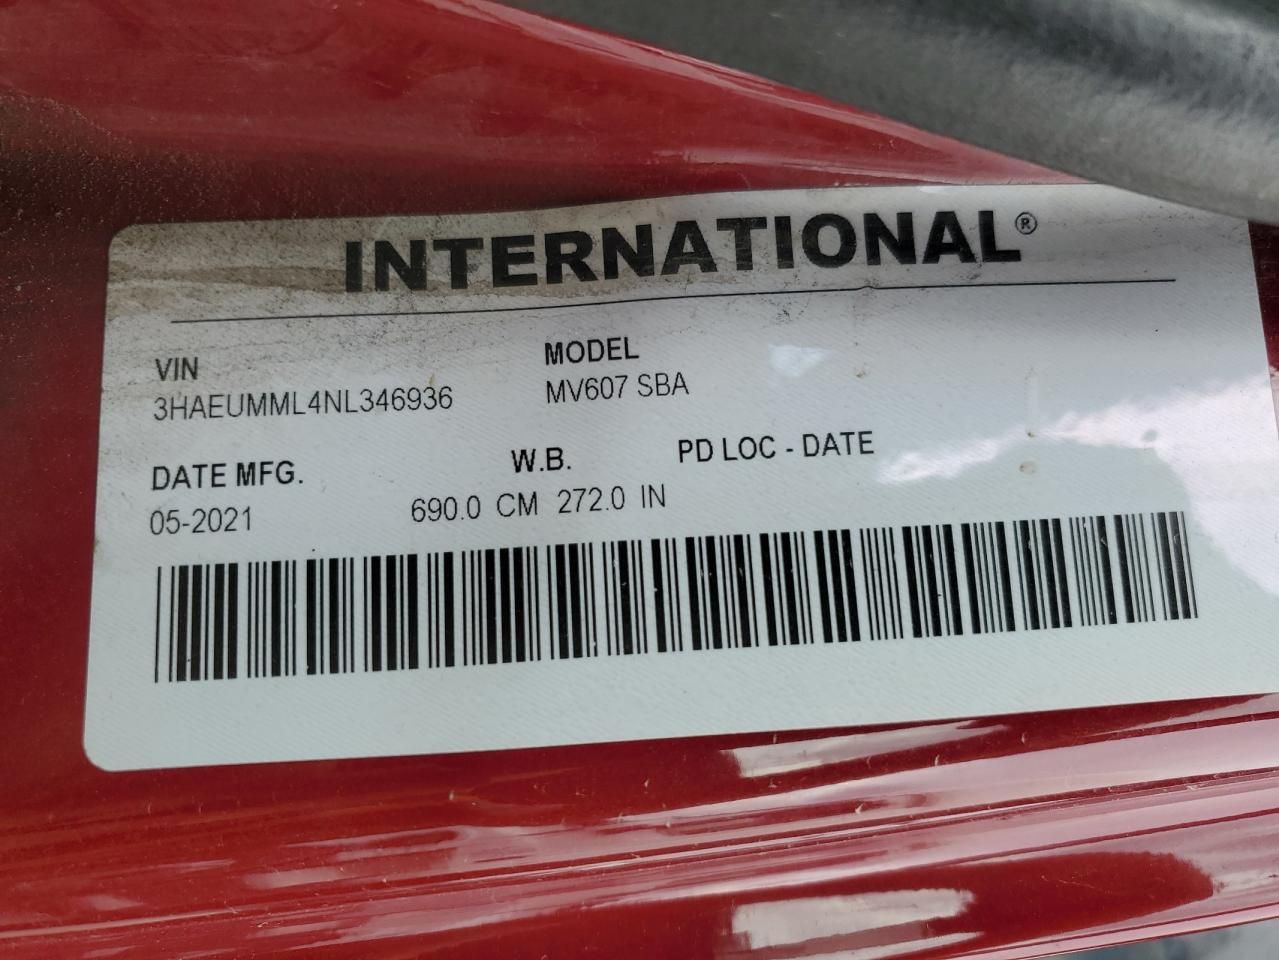 INTERNATIONAL®
VIN
3HAEUMML4NL346936
MODEL
MV607 SBA
DATE MFG.
05-2021
W.B.
690.0 CM 272.0 IN
PD LOC - DATE